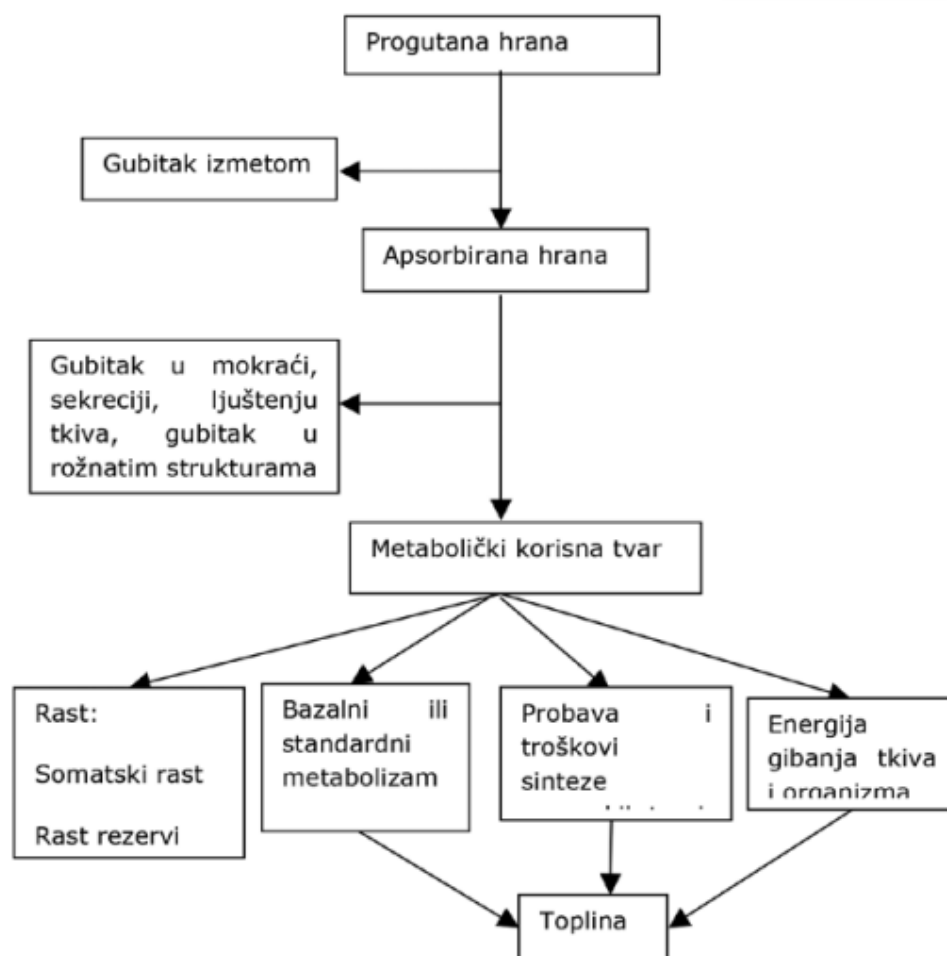 Progutana hrana
Gubitak izmetom
Apsorbirana hrana
Gubitak u mokraći,
sekreciji, ljuštenju
tkiva, gubitak u
rožnatim strukturama
Metabolički korisna tvar
Rast:
Somatski rast
Rast rezervi
Bazalni ili
standardni
metabolizam
Probava i
troškovi
sinteze
Energija
gibanja tkiva
i organizma
Toplina